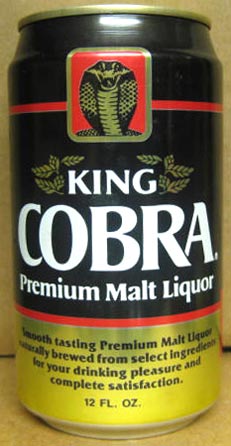 KING
COBRA.
Premium Malt Liquor
Smooth tasting Premium Malt Liquor
naturally brewed from select ingredients
for your drinking pleasure and
complete satisfaction.
12 FL. OZ.